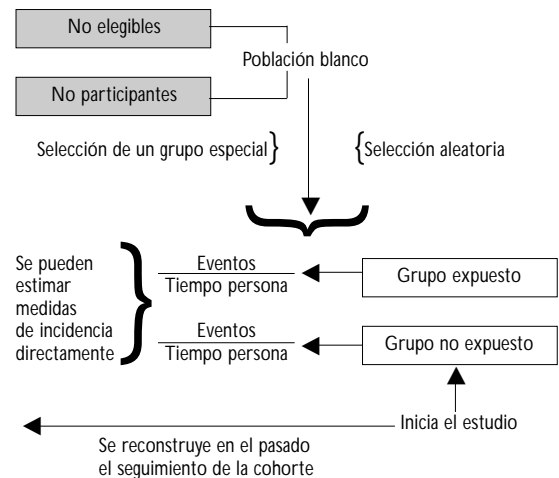 No elegibles
Población blanco
No participantes
Selección de un grupo especial} {Selección aleatoria
Se pueden
estimar
medidas
de incidencia
directamente
Eventos
Tiempo persona
Grupo expuesto
Eventos
Tiempo persona
Grupo no expuesto
Inicia el estudio
Se reconstruye en el pasado
el seguimiento de la cohorte